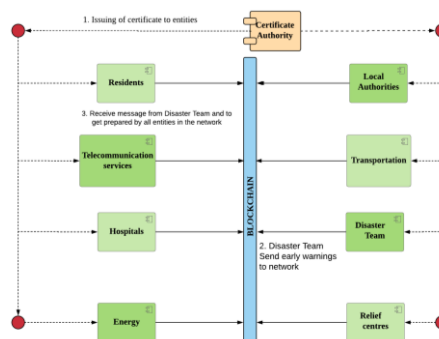 1. Issuing of certificate to entities
Certificate
Authority
Residents
Local
Authorities
3. Receive message from Disaster Team and to
get prepared by all entities in the network
Telecommunication
services
Transportation
BLOCKCHAIN
Hospitals
Disaster
Team
2. Disaster Team
Send early warnings
to network
Energy
Relief
centres